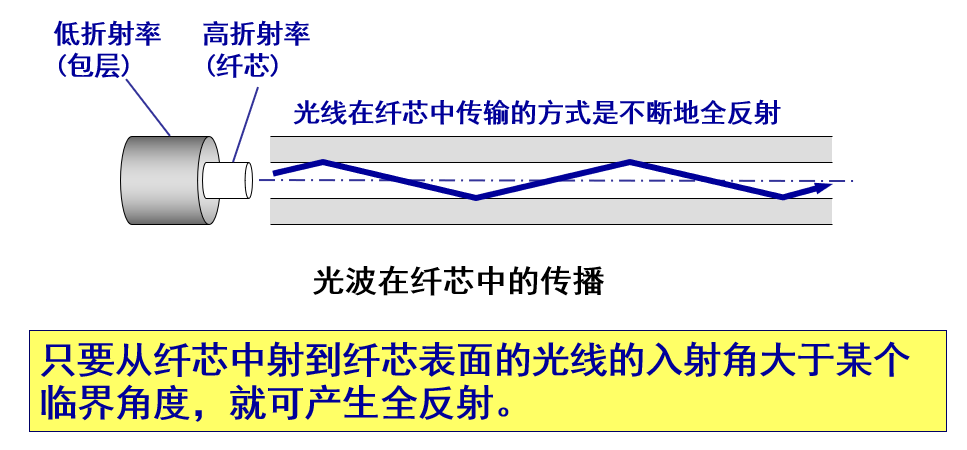 低折射率
(包层)
高折射率
(纤芯)
光线在纤芯中传输的方式是不断地全反射
光波在纤芯中的传播
只要从纤芯中射到纤芯表面的光线的入射角大于某个
临界角度，就可产生全反射。